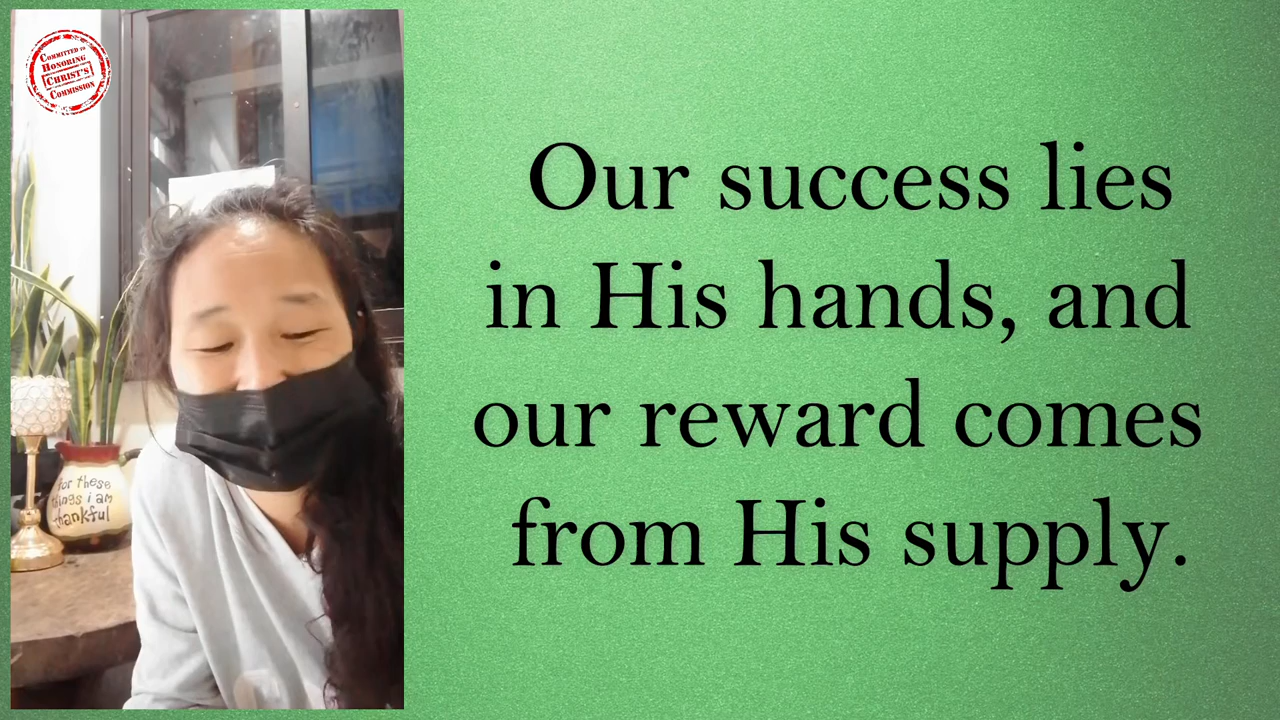 COMMITTED TO
HONORING
CHRIST'S
COMMISSION
for these
things i am
thankful
Our success lies
in His hands, and
our reward comes
from His supply.